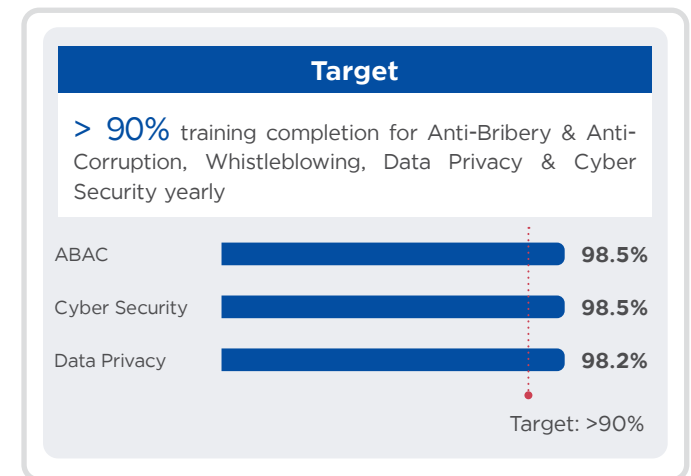 Target
> 90% training completion for Anti-Bribery & Anti-
Corruption, Whistleblowing, Data Privacy & Cyber
Security yearly
ABAC 98.5%
Cyber Security 98.5%
Data Privacy 98.2%
Target: >90%